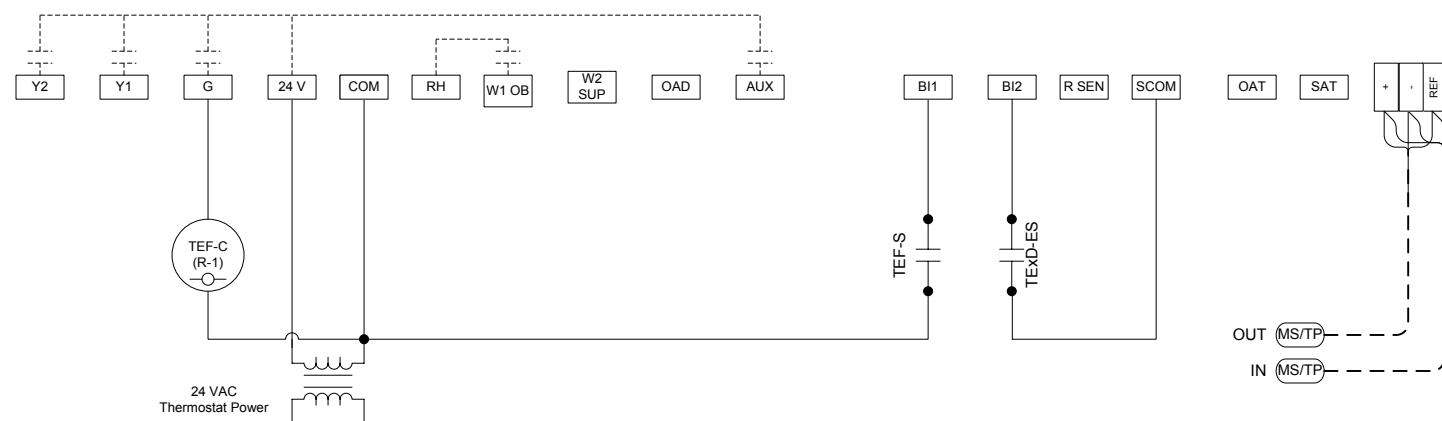 Y2
Y1
G
24 V
COM
RH
W1 OB
W2
SUP
OAD
AUX
BI1
BI2
R SEN
SCOM
OAT
SAT
+
-
REF
TEF-C
(R-1)
TEF-S
TExD-ES
OUT MS/TP
IN MS/TP
24 VAC
Thermostat Power